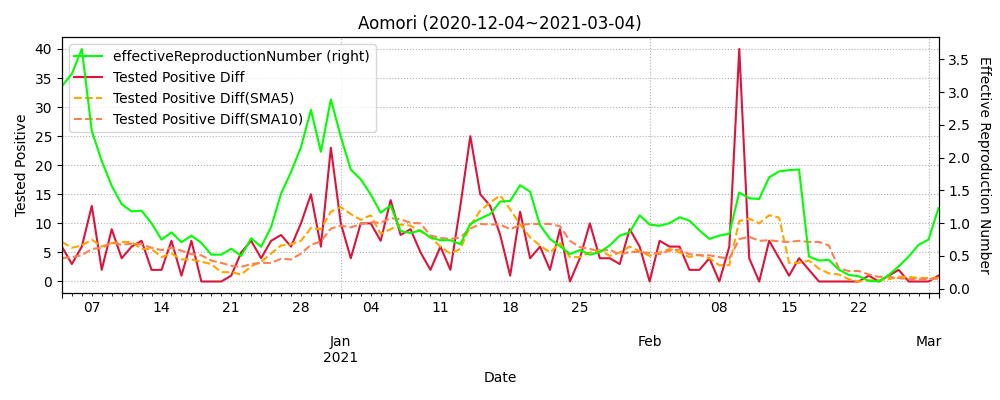 Aomori (2020-12-04~2021-03-04)
effectiveReproductionNumber (right)
Tested Positive Diff
Tested Positive Diff(SMA5)
Tested Positive Diff(SMA10)
Tested Positive
40
35
30
25
20
15
10
5
0
3.5
3.0
2.5
2.0
1.5
1.0
0.5
0.0
Effective Reproduction Number
07 14 21 28 04 11 18 25 08 15 22
Jan Feb Mar
2021
Date